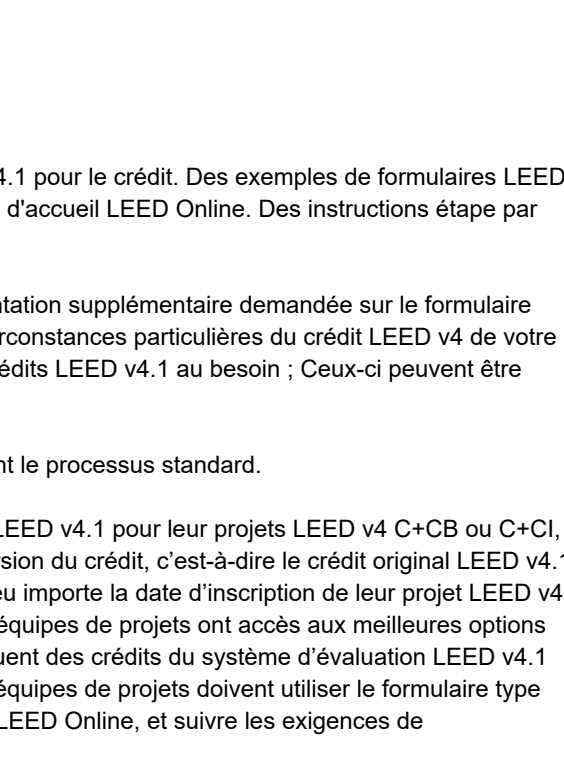 4.1 pour le crédit. Des exemples de formulaires LEED
d'accueil LEED Online. Des instructions étape par
ntation supplémentaire demandée sur le formulaire
rconstances particulières du crédit LEED v4 de votre
édits LEED v4.1 au besoin ; Ceux-ci peuvent être
nt le processus standard.
LEED v4.1 pour leur projets LEED v4 C+CB ou C+CI,
rsion du crédit, c’est-à-dire le crédit original LEED v4.1
eu importe la date d’inscription de leur projet LEED v4
équipes de projets ont accès aux meilleures options
uent des crédits du système d’évaluation LEED v4.1
équipes de projets doivent utiliser le formulaire type
LEED Online, et suivre les exigences de